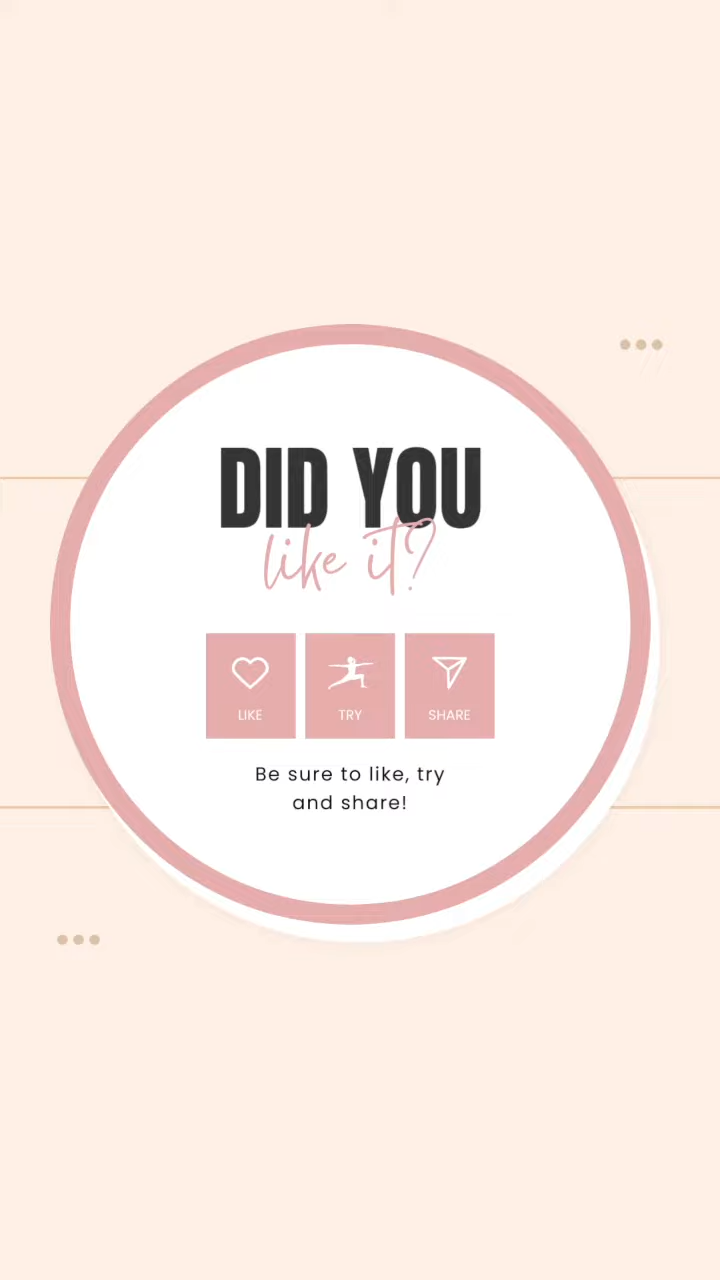 DID YOU
like it?
LIKE TRY SHARE
Be sure to like, try
and share!